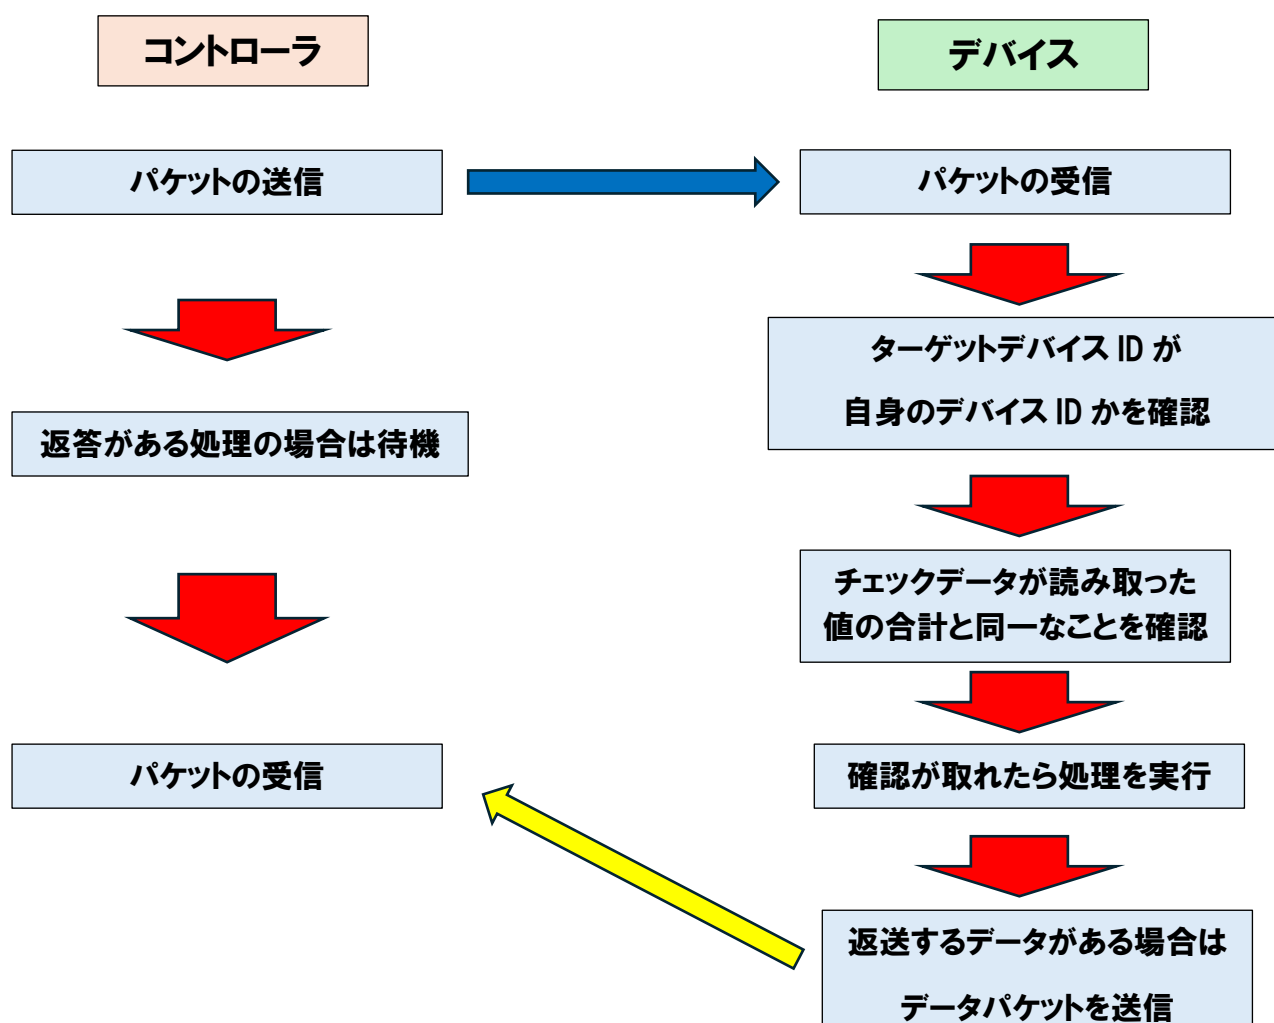 コントローラ
デバイス
パケットの送信
パケットの受信
ターゲットデバイス ID が
自身のデバイス ID かを確認
返答がある処理の場合は待機
チェックデータが読み取った
値の合計と同一なことを確認
パケットの受信
確認が取れたら処理を実行
返送するデータがある場合は
データパケットを送信